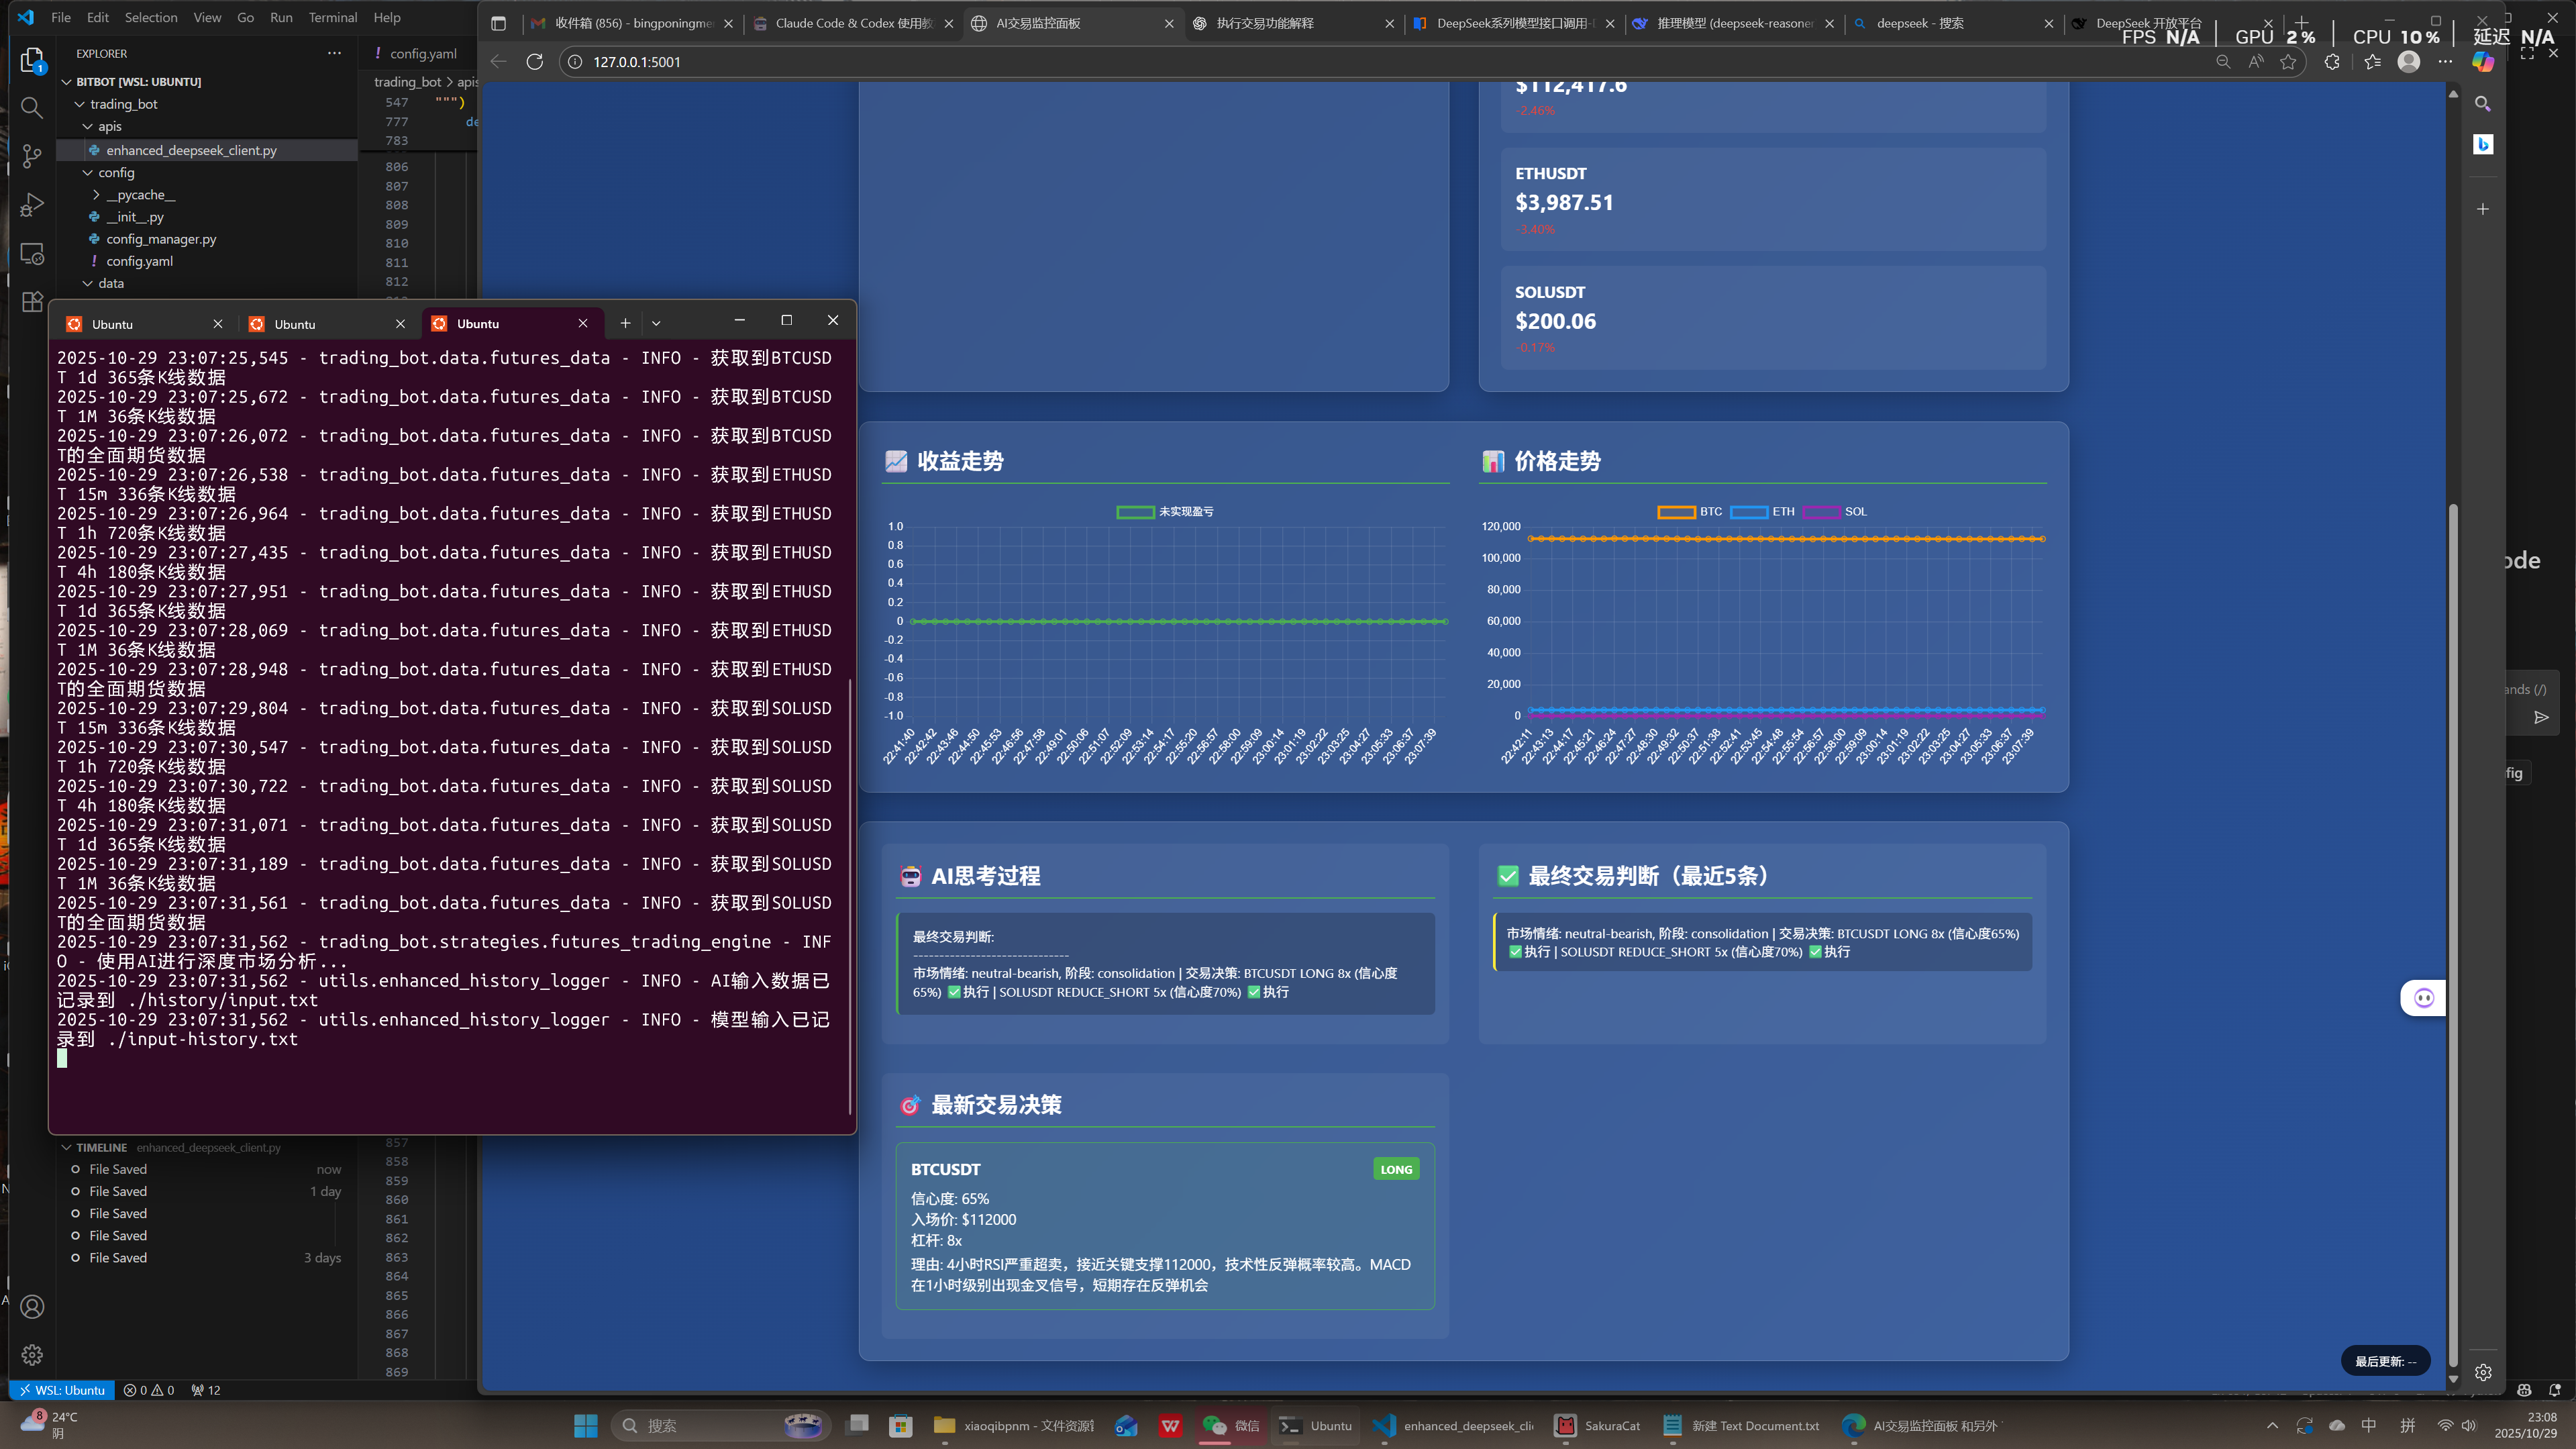 File Edit Selection View Go Run Terminal Help
EXPLORER
BITBOT [WSL: UBUNTU]
trading_bot
apis
enhanced_deepseek_client.py
config
__pycache__
__init__.py
config_manager.py
config.yaml
data
config.yaml
trading_bot > apis
547 """)
777 de
783
806
807
808
809
810
811
812
收件箱 (856) - bingponingme
Claude Code & Codex 使用教
AI交易监控面板
执行交易功能解释
DeepSeek系列模型接口调用-
推理模型 (deepseek-reasoner
deepseek - 搜索
DeepSeek 开放平台
FPS N/A GPU 2% CPU 10% 延迟 N/A
127.0.0.1:5001
$112,417.6
-2.46%
ETHUSDT
$3,987.51
-3.40%
SOLUSDT
$200.06
-0.17%
Ubuntu
Ubuntu
Ubuntu
2025-10-29 23:07:25,545 - trading_bot.data.futures_data - INFO - 获取到BTCUSD
T 1d 365条K线数据
2025-10-29 23:07:25,672 - trading_bot.data.futures_data - INFO - 获取到BTCUSD
T 1M 36条K线数据
2025-10-29 23:07:26,072 - trading_bot.data.futures_data - INFO - 获取到BTCUSD
T的全面期货数据
2025-10-29 23:07:26,538 - trading_bot.data.futures_data - INFO - 获取到ETHUSD
T 15m 336条K线数据
2025-10-29 23:07:26,964 - trading_bot.data.futures_data - INFO - 获取到ETHUSD
T 1h 720条K线数据
2025-10-29 23:07:27,435 - trading_bot.data.futures_data - INFO - 获取到ETHUSD
T 4h 180条K线数据
2025-10-29 23:07:27,951 - trading_bot.data.futures_data - INFO - 获取到ETHUSD
T 1d 365条K线数据
2025-10-29 23:07:28,069 - trading_bot.data.futures_data - INFO - 获取到ETHUSD
T 1M 36条K线数据
2025-10-29 23:07:28,948 - trading_bot.data.futures_data - INFO - 获取到ETHUSD
T的全面期货数据
2025-10-29 23:07:29,804 - trading_bot.data.futures_data - INFO - 获取到SOLUSD
T 15m 336条K线数据
2025-10-29 23:07:30,547 - trading_bot.data.futures_data - INFO - 获取到SOLUSD
T 1h 720条K线数据
2025-10-29 23:07:30,722 - trading_bot.data.futures_data - INFO - 获取到SOLUSD
T 4h 180条K线数据
2025-10-29 23:07:31,071 - trading_bot.data.futures_data - INFO - 获取到SOLUSD
T 1d 365条K线数据
2025-10-29 23:07:31,189 - trading_bot.data.futures_data - INFO - 获取到SOLUSD
T 1M 36条K线数据
2025-10-29 23:07:31,561 - trading_bot.data.futures_data - INFO - 获取到SOLUSD
T的全面期货数据
2025-10-29 23:07:31,562 - trading_bot.strategies.futures_trading_engine - INF
O - 使用AI进行深度市场分析...
2025-10-29 23:07:31,562 - utils.enhanced_history_logger - INFO - AI输入数据已
记录到 ./history/input.txt
2025-10-29 23:07:31,562 - utils.enhanced_history_logger - INFO - 模型输入已记
录到 ./input-history.txt
📈 收益走势
未实现盈亏
1.0
0.8
0.6
0.4
0.2
0
-0.2
-0.4
-0.6
-0.8
-1.0
22:41:40 22:42:42 22:43:46 22:44:50 22:45:53 22:46:56 22:47:58 22:49:01 22:50:06 22:51:07 22:52:09 22:53:14 22:54:17 22:55:20 22:56:57 22:58:00 22:59:09 23:00:14 23:01:19 23:02:22 23:03:25 23:04:27 23:05:33 23:06:37 23:07:39
📊 价格走势
BTC ETH SOL
120,000
100,000
80,000
60,000
40,000
20,000
0
22:42:11 22:43:13 22:44:17 22:45:21 22:46:24 22:47:27 22:48:30 22:49:32 22:50:37 22:51:38 22:52:41 22:53:45 22:54:48 22:55:54 22:56:57 22:58:00 22:59:09 23:00:14 23:01:19 23:02:22 23:03:25 23:04:27 23:05:33 23:06:37 23:07:39
🤖 AI思考过程
最终交易判断:
------------------------------
市场情绪: neutral-bearish, 阶段: consolidation | 交易决策: BTCUSDT LONG 8x (信心度
65%) ✅执行 | SOLUSDT REDUCE_SHORT 5x (信心度70%) ✅执行
✅ 最终交易判断（最近5条）
市场情绪: neutral-bearish, 阶段: consolidation | 交易决策: BTCUSDT LONG 8x (信心度65%)
✅执行 | SOLUSDT REDUCE_SHORT 5x (信心度70%) ✅执行
🎯 最新交易决策
BTCUSDT LONG
信心度: 65%
入场价: $112000
杠杆: 8x
理由: 4小时RSI严重超卖，接近关键支撑112000，技术性反弹概率较高。MACD
在1小时级别出现金叉信号，短期存在反弹机会
最后更新: --
ode
ands (/)
fig
TIMELINE enhanced_deepseek_client.py
File Saved now
File Saved 1 day
File Saved
File Saved
File Saved 3 days
857
858
859
860
861
862
863
864
865
866
867
868
869
WSL: Ubuntu 0 0 12
8 24°C
阴
搜索
xiaoqibpnm - 文件资源管
微信
Ubuntu
enhanced_deepseek_cli
SakuraCat
新建 Text Document.txt
AI交易监控面板 和另外
中 拼
23:08
2025/10/29